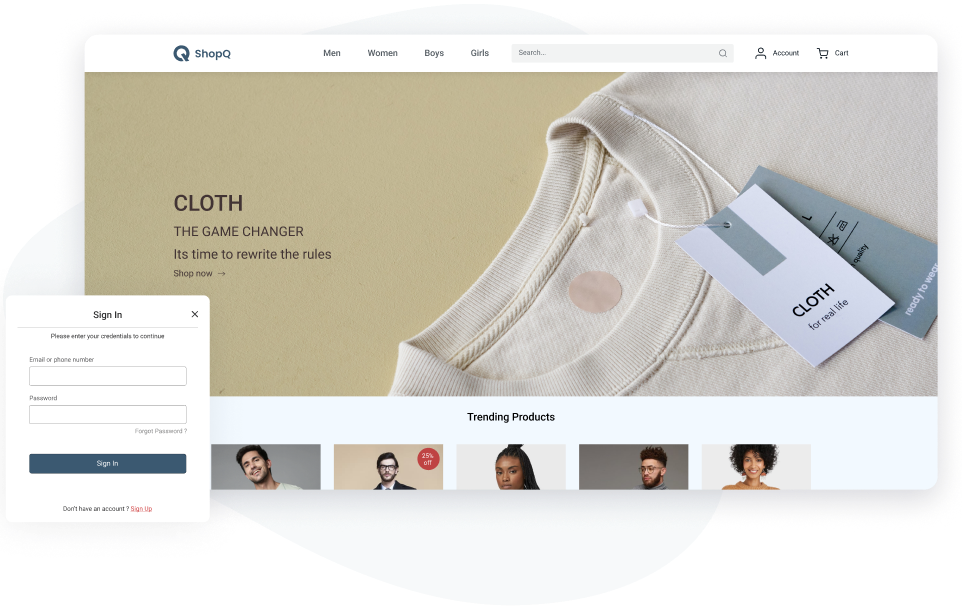 ShopQ
Men
Women
Boys
Girls
Search...
Account
Cart
CLOTH
THE GAME CHANGER
Its time to rewrite the rules
Shop now →
L
quality
ready to wear
CLOTH
for real life
Sign In
Please enter your credentials to continue
Email or phone number
Password
Forgot Password ?
Sign In
Don't have an account ? Sign Up
Trending Products
25%
off